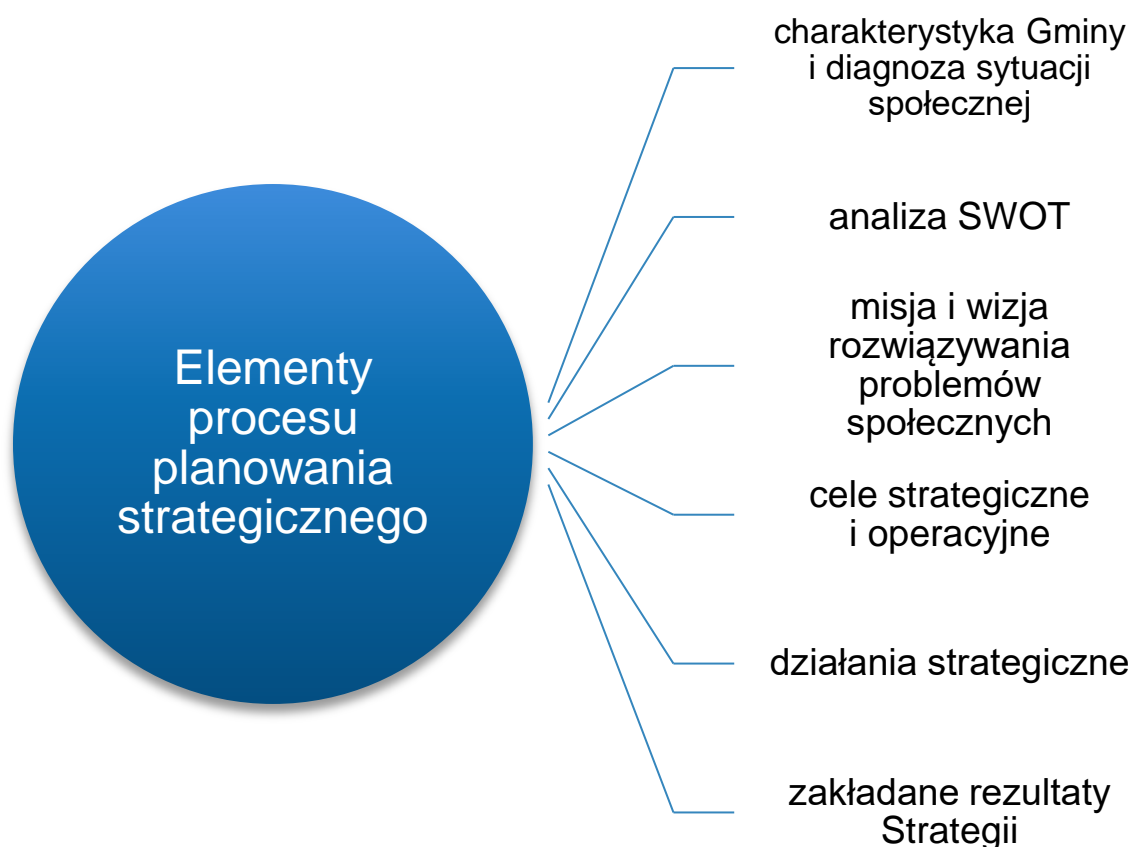 Elementy
procesu
planowania
strategicznego
charakterystyka Gminy
i diagnoza sytuacji
społecznej
analiza SWOT
misja i wizja
rozwiązywania
problemów
społecznych
cele strategiczne
i operacyjne
działania strategiczne
zakładane rezultaty
Strategii